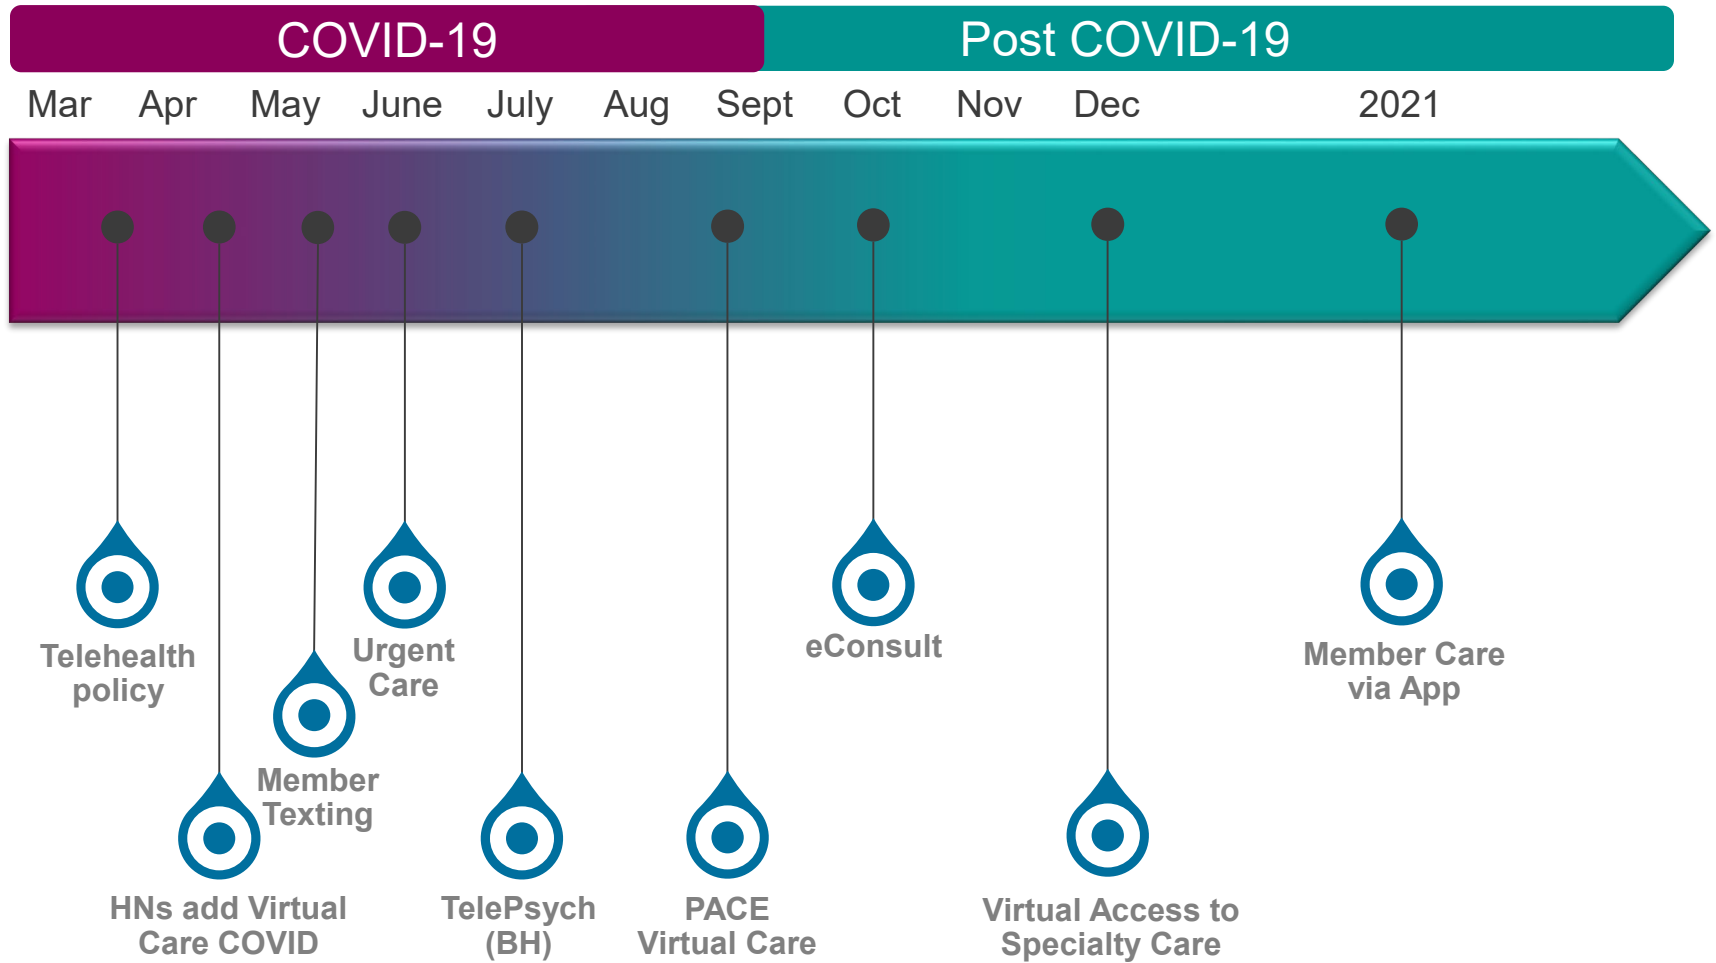 COVID-19
Post COVID-19
Mar Apr May June July Aug Sept Oct Nov Dec 2021
Telehealth
policy
HNs add Virtual
Care COVID
Member
Texting
Urgent
Care
TelePsych
(BH)
PACE
Virtual Care
eConsult
Virtual Access to
Specialty Care
Member Care
via App